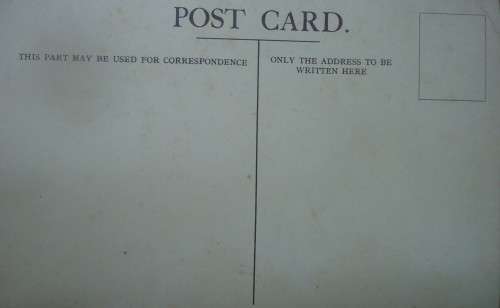 POST CARD.
THIS PART MAY BE USED FOR CORRESPONDENCE
ONLY THE ADDRESS TO BE
WRITTEN HERE